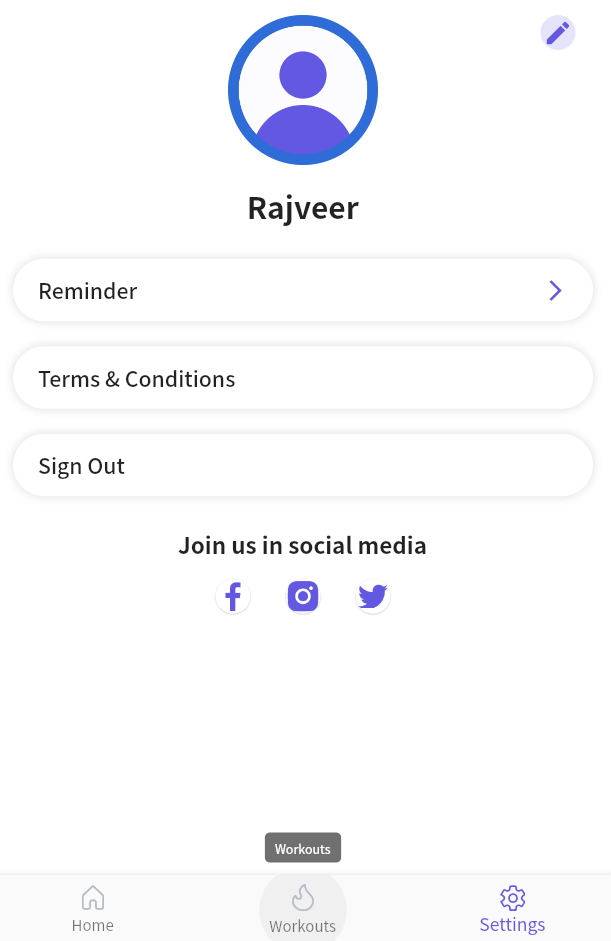 Rajveer
Reminder
Terms & Conditions
Sign Out
Join us in social media
Workouts
Home
Workouts
Settings